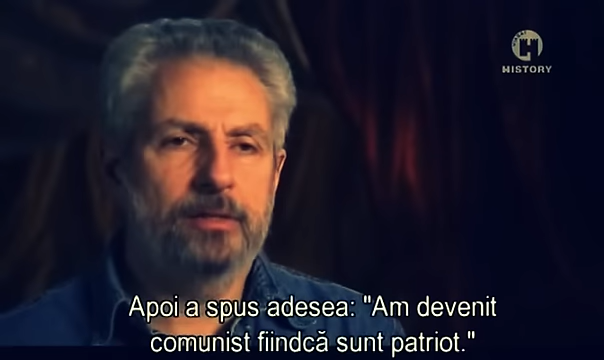 HISTORY
Apoi a spus adesea: "Am devenit
comunist fiindcă sunt patriot."